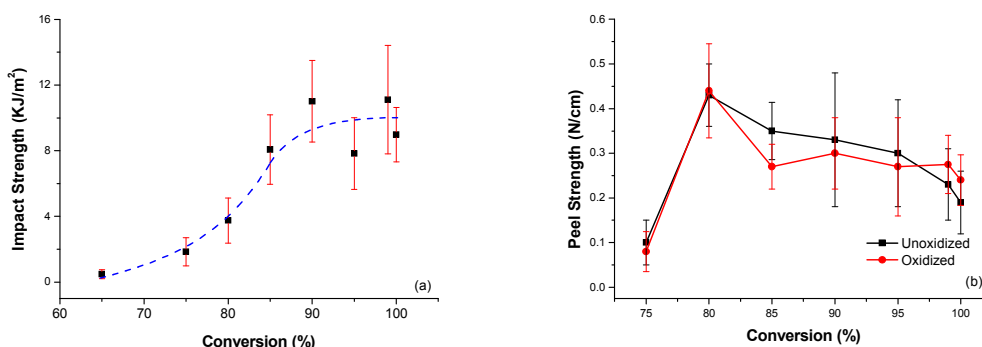 Impact Strength (KJ/m²)
16
12
8
4
0
60
70
80
90
100
Conversion (%)
(a)
Peel Strength (N/cm)
0.6
0.5
0.4
0.3
0.2
0.1
0.0
75
80
85
90
95
100
Conversion (%)
Unoxidized
Oxidized
(b)